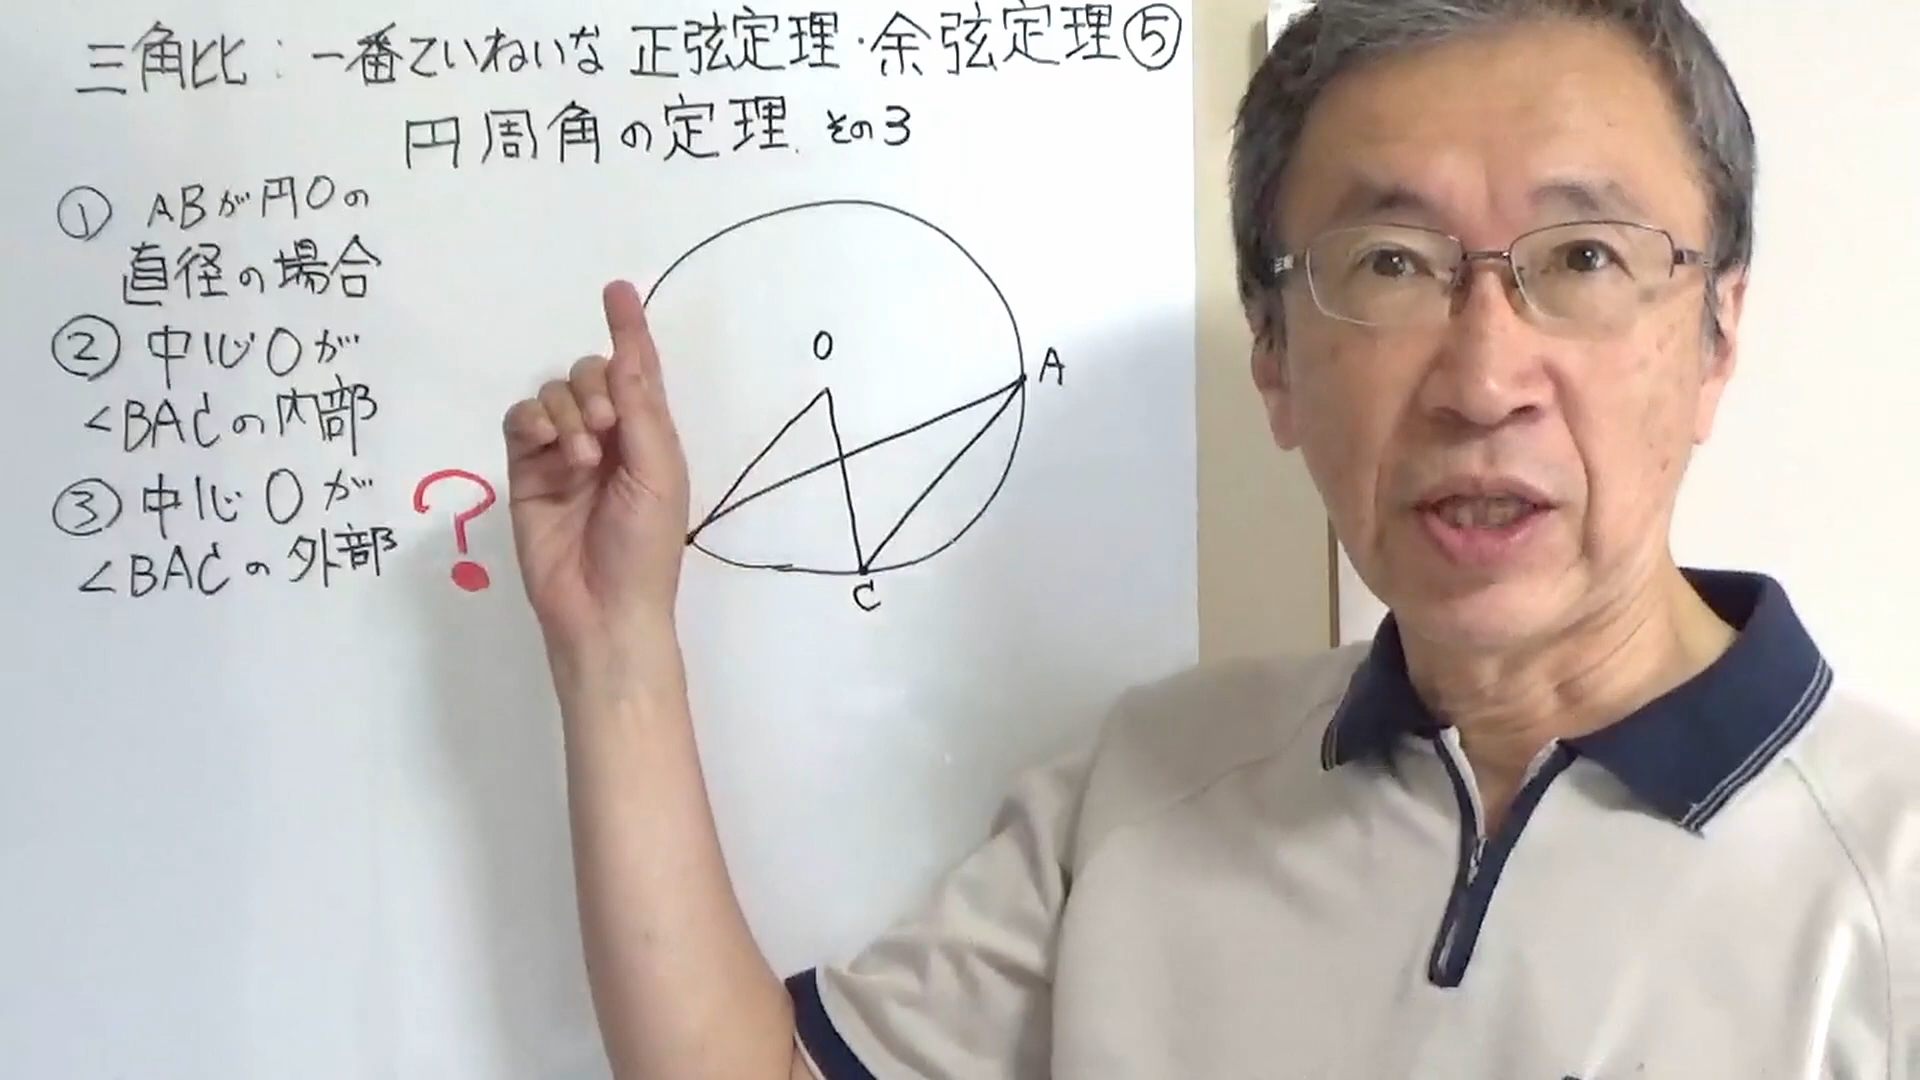 三角比：一番ていねいな 正弦定理・余弦定理⑤
円周角の定理 その3
① ABが円Oの
直径の場合
② 中心Oが
∠BACの内部
③ 中心Oが
∠BACの外部
?
O
A
C